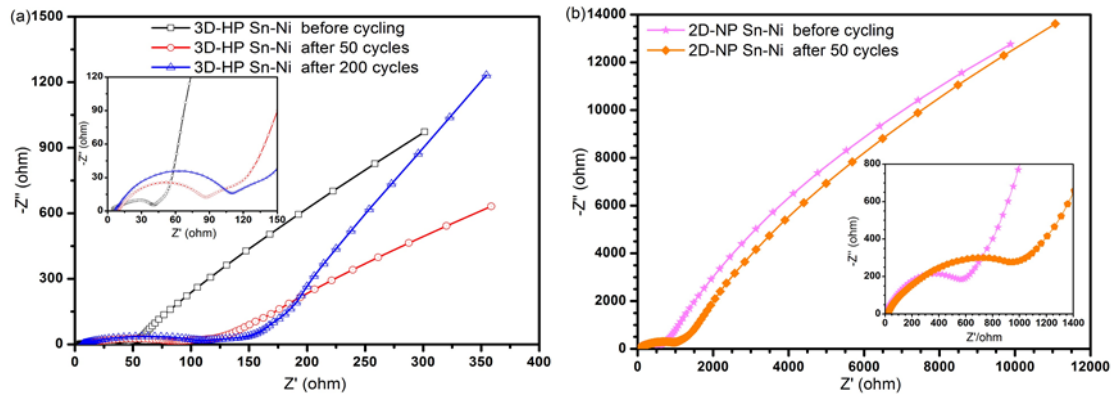 (a)
3D-HP Sn-Ni before cycling
3D-HP Sn-Ni after 50 cycles
3D-HP Sn-Ni after 200 cycles
1500
1200
900
600
300
0
-Z'' (ohm)
0 50 100 150 200 250 300 350 400
Z' (ohm)
120
90
60
30
0
-Z'' (ohm)
0 30 60 90 120 150
Z' (ohm)
(b)
2D-NP Sn-Ni before cycling
2D-NP Sn-Ni after 50 cycles
14000
12000
10000
8000
6000
4000
2000
0
-Z'' (ohm)
0 2000 4000 6000 8000 10000 12000
Z' (ohm)
800
600
400
200
0
-Z'' (ohm)
0 200 400 600 800 1000 1200 1400
Z'/ohm